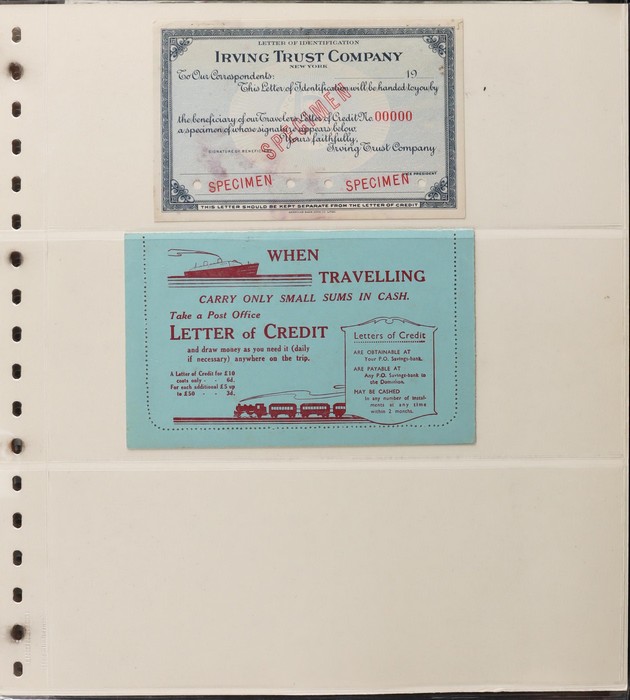 LETTER OF IDENTIFICATION
IRVING TRUST COMPANY
NEW YORK
To Our Correspondents: 19
This Letter of Identification will be handed to you by
the beneficiary of our Travelers Letter of Credit No. 00000
a specimen of whose signature appears below.
Yours faithfully,
SIGNATURE OF BENEFICIARY Irving Trust Company
SPECIMEN
VICE PRESIDENT
SPECIMEN SPECIMEN
THIS LETTER SHOULD BE KEPT SEPARATE FROM THE LETTER OF CREDIT
WHEN
TRAVELLING
CARRY ONLY SMALL SUMS IN CASH.
Take a Post Office
LETTER of CREDIT
and draw money as you need it (daily
if necessary) anywhere on the trip.
A Letter of Credit for £10
costs only - - 6d.
For each additional £5 up
to £50 - - 3d.
Letters of Credit
ARE OBTAINABLE AT
Your P.O. Savings-bank.
ARE PAYABLE AT
Any P.O. Savings-bank in
the Dominion.
MAY BE CASHED
In any number of instal-
ments at any time
within 2 months.